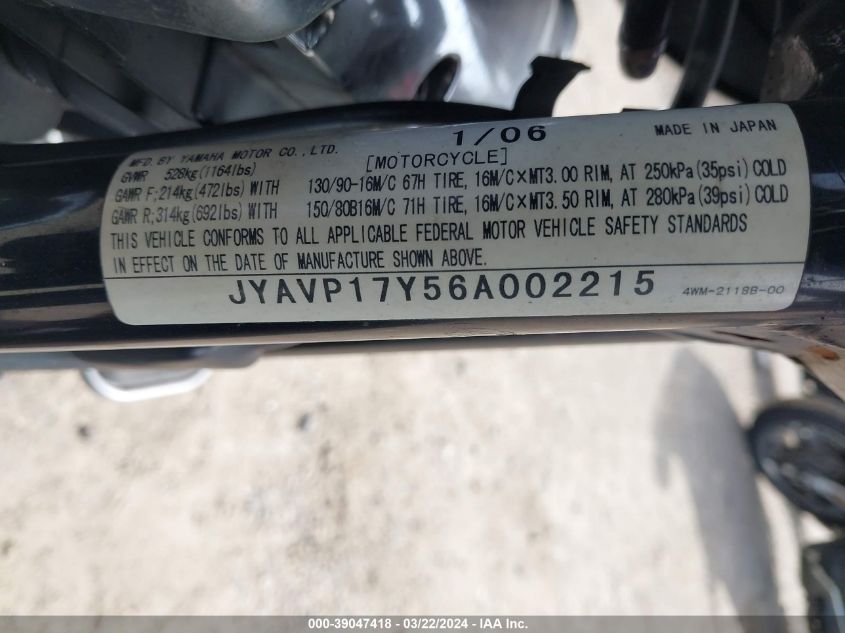 1/06
MADE IN JAPAN
MFD. BY YAMAHA MOTOR CO., LTD.
[MOTORCYCLE]
GVWR 528kg(1164lbs)
GAWR F;214kg(472lbs) WITH 130/90-16M/C 67H TIRE, 16M/C×MT3.00 RIM, AT 250kPa(35psi) COLD
GAWR R;314kg(692lbs) WITH 150/80B16M/C 71H TIRE, 16M/C×MT3.50 RIM, AT 280kPa(39psi) COLD
THIS VEHICLE CONFORMS TO ALL APPLICABLE FEDERAL MOTOR VEHICLE SAFETY STANDARDS
IN EFFECT ON THE DATE OF MANUFACTURE SHOWN ABOVE.
JYAVP17Y56A002215
4WM-2118B-00
000-39047418 - 03/22/2024 - IAA Inc.